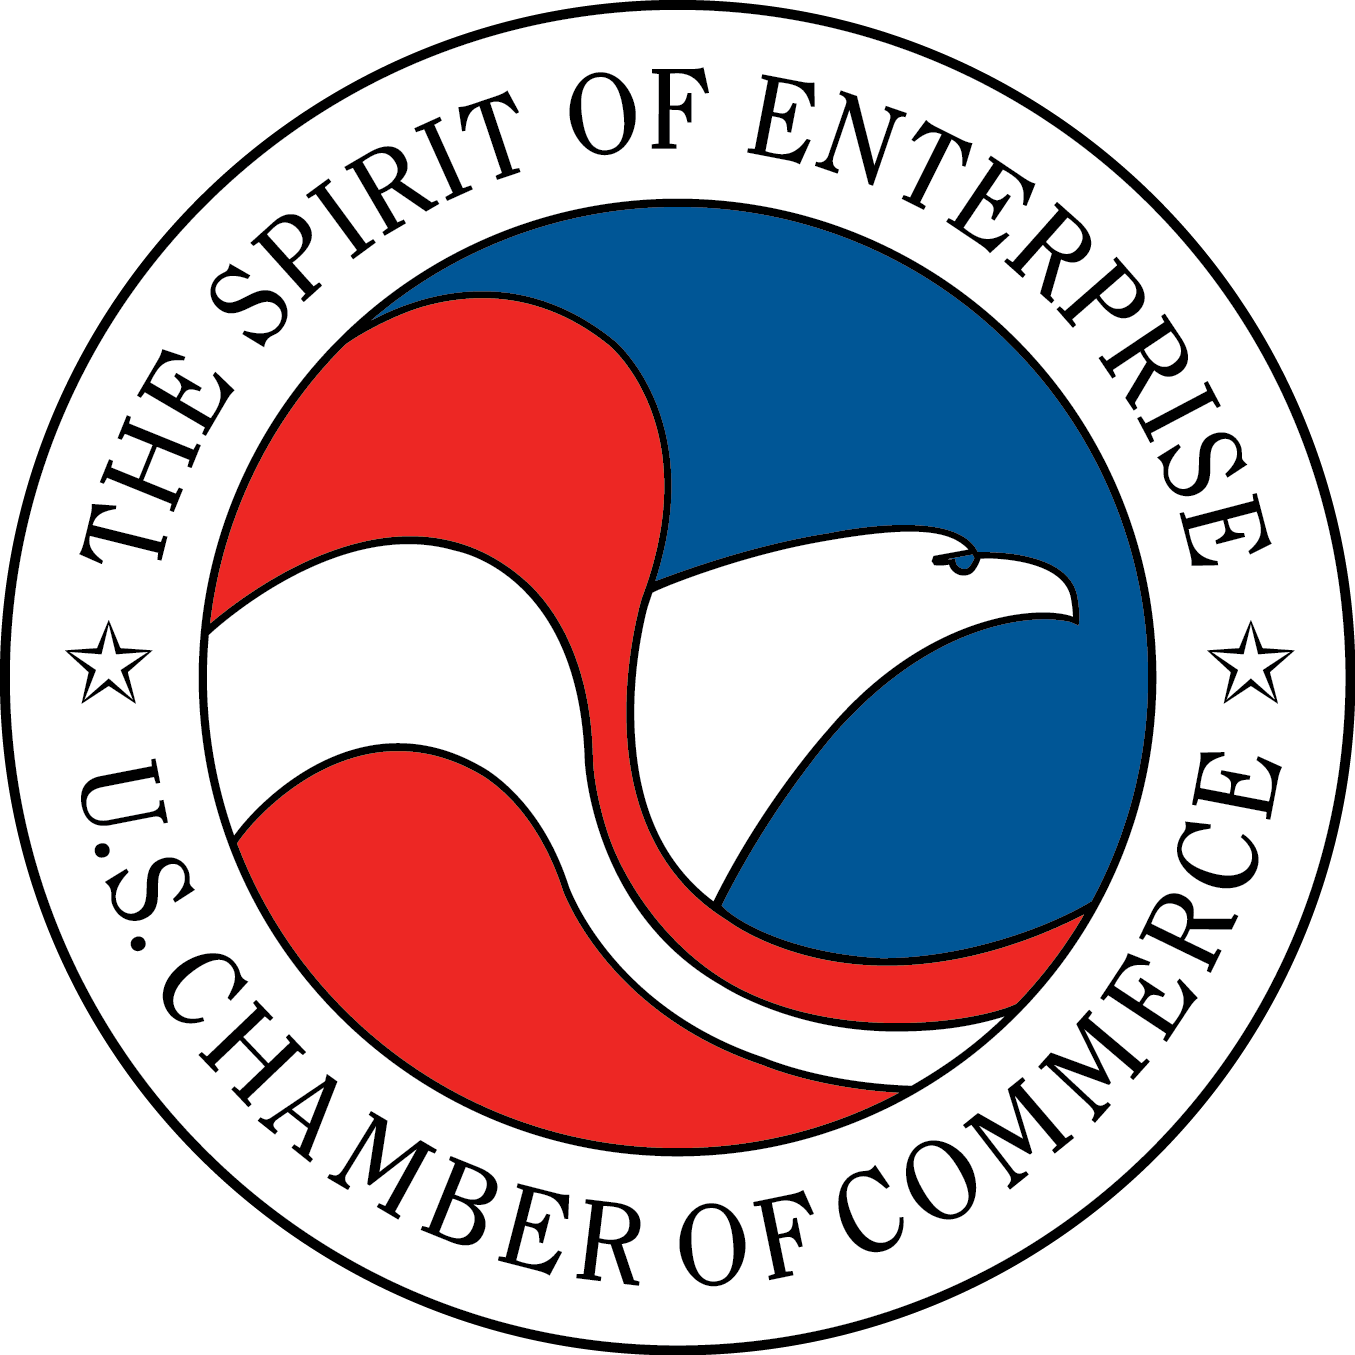 THE SPIRIT OF ENTERPRISE
U.S. CHAMBER OF COMMERCE